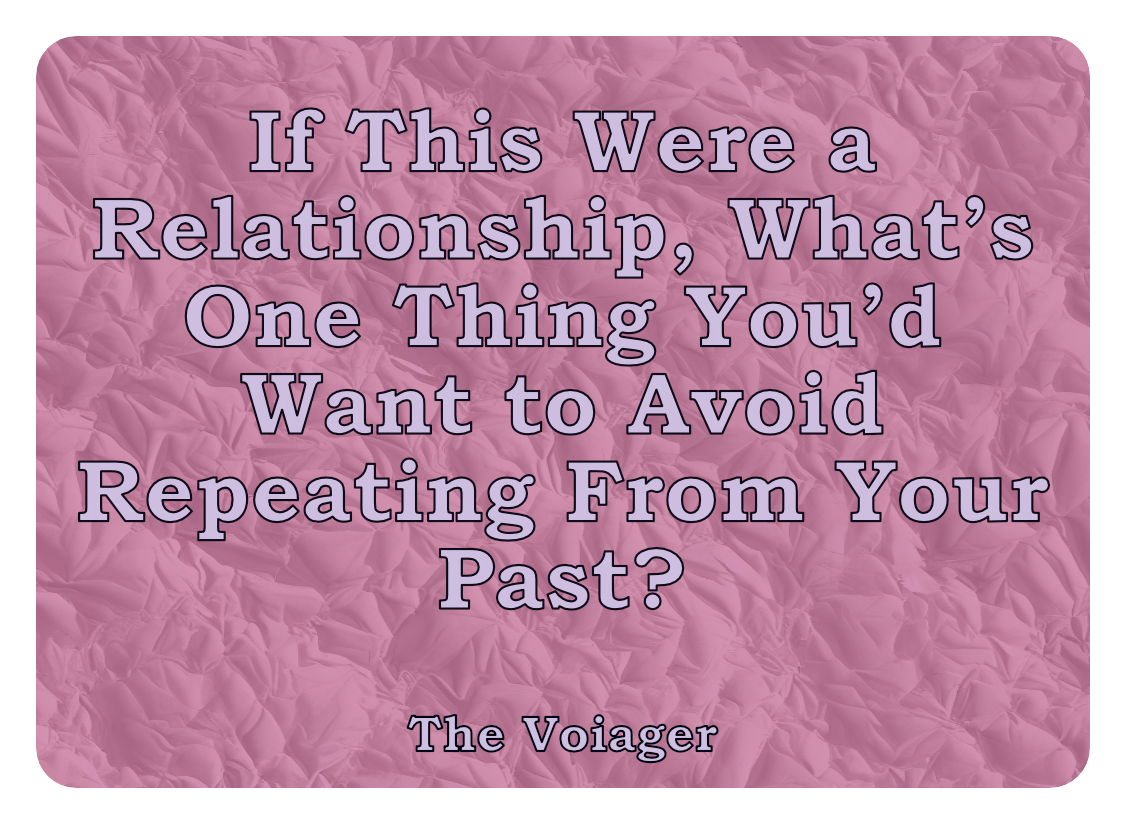 If This Were a
Relationship, What’s
One Thing You’d
Want to Avoid
Repeating From Your
Past?
The Voiager